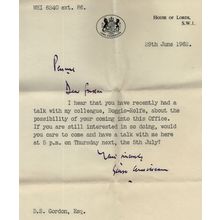 WHI 6240 ext. 86.
HOUSE OF LORDS,
S.W.1.
29th June 1962.
Personal
Dear Gordon
I hear that you have recently had a
talk with my colleague, Boggis-Rolfe, about
the possibility of your coming into this Office.
If you are still interested in so doing, would
you care to come and have a talk with me here
at 5 p.m. on Thursday next, the 5th July?
Yours sincerely
D.S. Gordon, Esq.